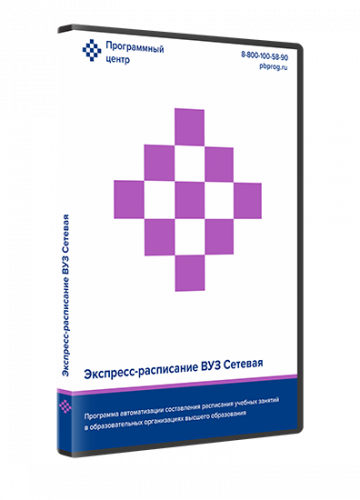 Программный
центр
8-800-100-58-90
pbprog.ru
Экспресс-расписание ВУЗ Сетевая
Экспресс-расписание ВУЗ Сетевая
Программа автоматизации составления расписания учебных занятий
в образовательных организациях высшего образования